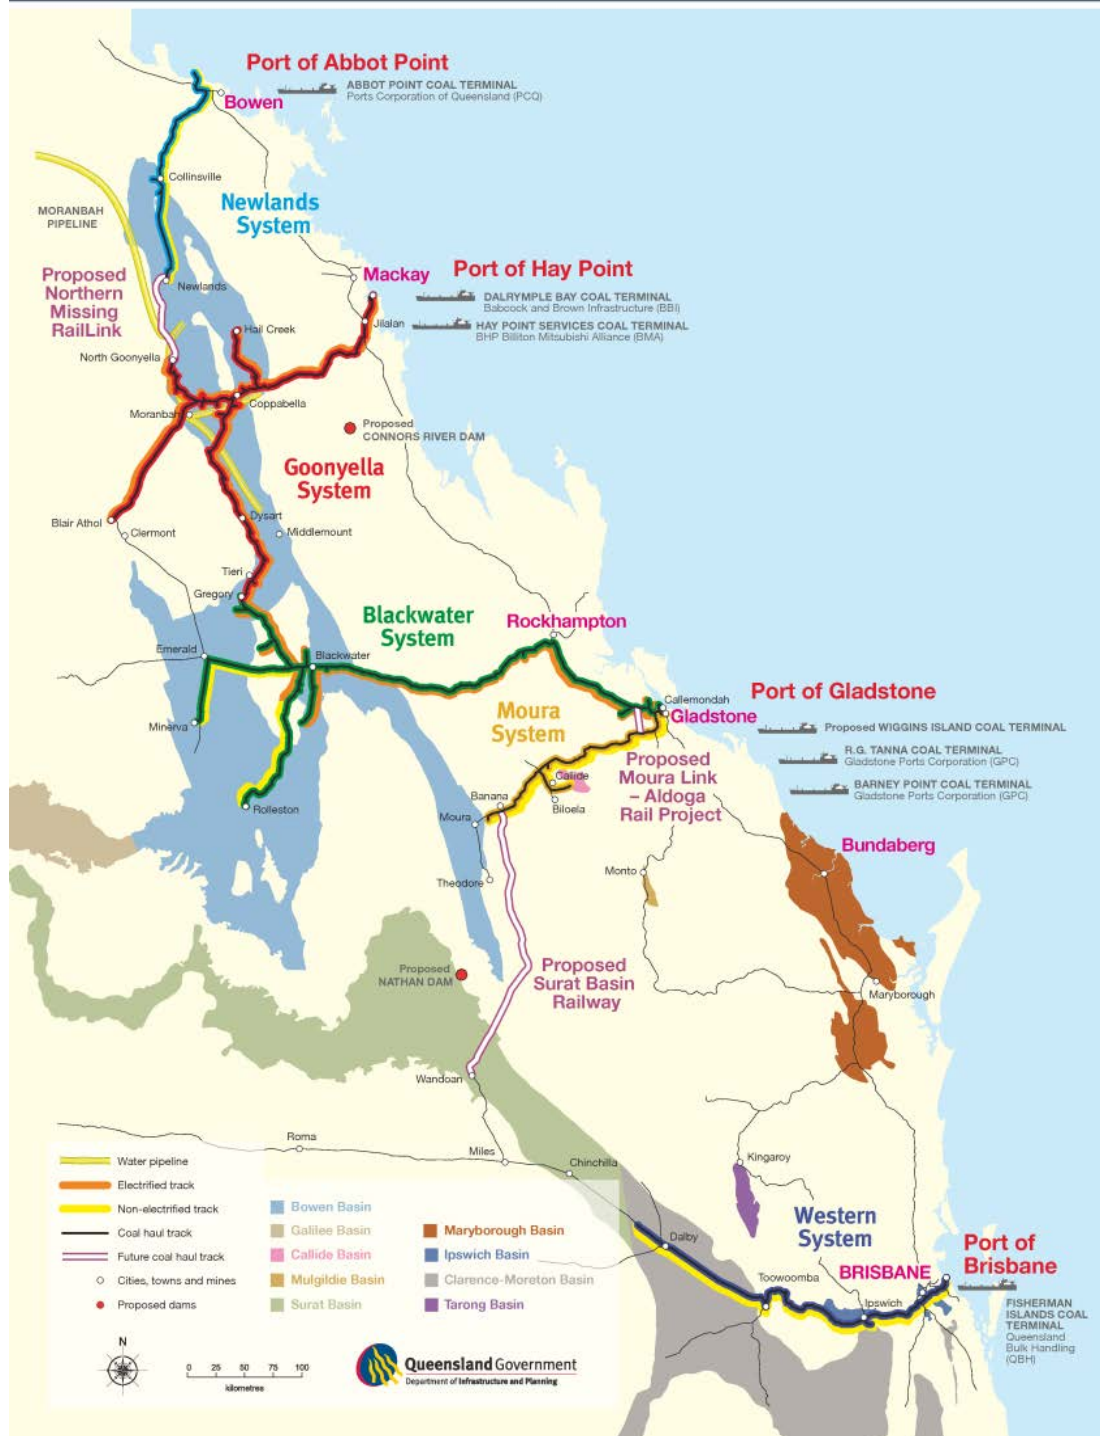 Port of Abbot Point
ABBOT POINT COAL TERMINAL
Ports Corporation of Queensland (PCQ)
Bowen
Collinsville
Newlands
System
MORANBAH
PIPELINE
Proposed
Northern
Missing
RailLink
Newlands
Mackay
Port of Hay Point
DALRYMPLE BAY COAL TERMINAL
Babcock and Brown Infrastructure (BBI)
HAY POINT SERVICES COAL TERMINAL
BHP Billiton Mitsubishi Alliance (BMA)
Jilalan
Hail Creek
North Goonyella
Coppabella
Moranbah
Proposed
CONNORS RIVER DAM
Goonyella
System
Blair Athol
Clermont
Dysart
Middlemount
Tieri
Gregory
Blackwater
System
Rockhampton
Emerald
Blackwater
Minerva
Rolleston
Callemondah
Gladstone
Port of Gladstone
Proposed WIGGINS ISLAND COAL TERMINAL
R.G. TANNA COAL TERMINAL
Gladstone Ports Corporation (GPC)
BARNEY POINT COAL TERMINAL
Gladstone Ports Corporation (GPC)
Moura
System
Proposed
Moura Link
– Aldoga
Rail Project
Calide
Banana
Biloela
Moura
Theodore
Monto
Bundaberg
Maryborough
Proposed
NATHAN DAM
Proposed
Surat Basin
Railway
Wandoan
Roma
Miles
Chinchilla
Kingaroy
Dalby
Toowoomba
Western
System
BRISBANE
Ipswich
Port of
Brisbane
FISHERMAN
ISLANDS COAL
TERMINAL
Queensland
Bulk Handling
(QBH)
Water pipeline
Electrified track
Non-electrified track
Coal haul track
Future coal haul track
Cities, towns and mines
Proposed dams
Bowen Basin
Galilee Basin
Callide Basin
Mulgildie Basin
Surat Basin
Maryborough Basin
Ipswich Basin
Clarence-Moreton Basin
Tarong Basin
N
0 25 50 75 100
kilometres
Queensland Government
Department of Infrastructure and Planning